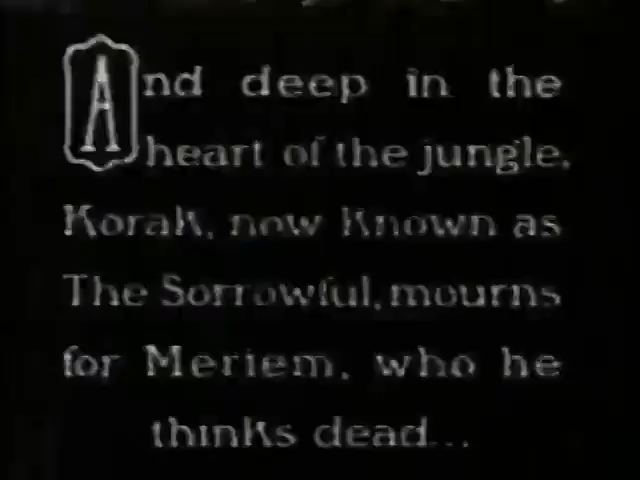 And deep in the
heart of the jungle,
Korak, now known as
The Sorrowful, mourns
for Meriem, who he
thinks dead...